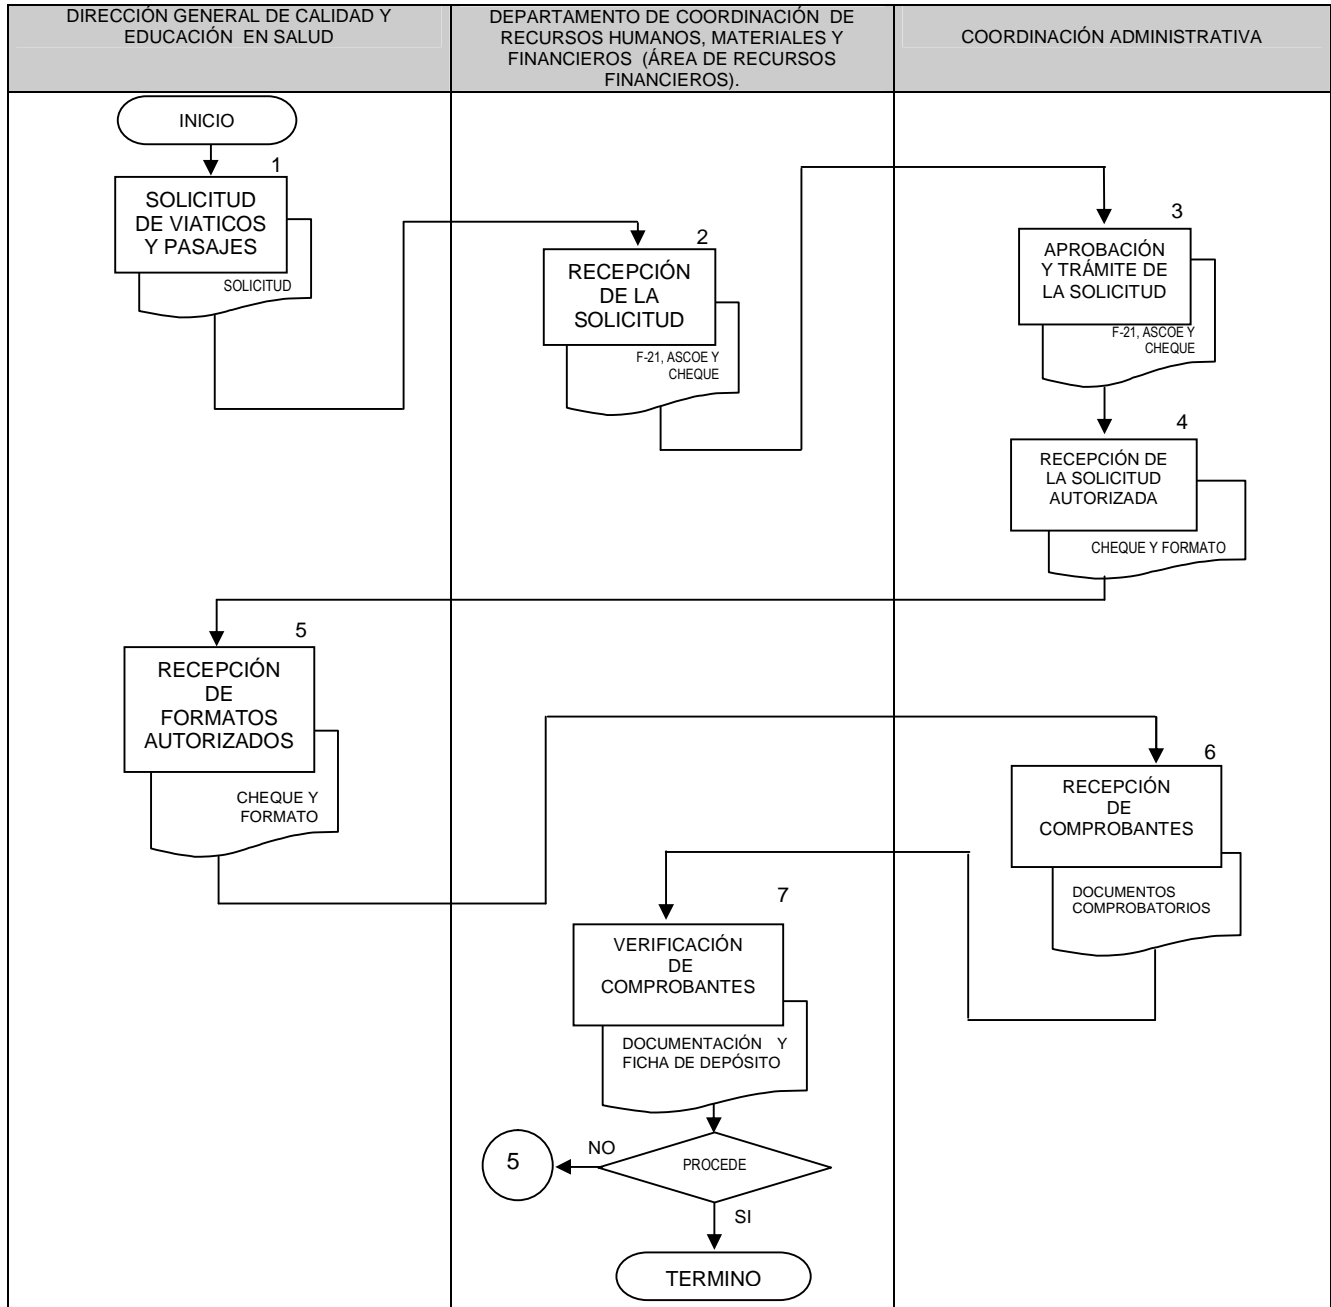 DIRECCIÓN GENERAL DE CALIDAD Y
EDUCACIÓN EN SALUD
DEPARTAMENTO DE COORDINACIÓN DE
RECURSOS HUMANOS, MATERIALES Y
FINANCIEROS (ÁREA DE RECURSOS
FINANCIEROS).
COORDINACIÓN ADMINISTRATIVA
INICIO
1
SOLICITUD
DE VIATICOS
Y PASAJES
SOLICITUD
2
RECEPCIÓN
DE LA
SOLICITUD
F-21, ASCOE Y
CHEQUE
3
APROBACIÓN
Y TRÁMITE DE
LA SOLICITUD
F-21, ASCOE Y
CHEQUE
4
RECEPCIÓN DE
LA SOLICITUD
AUTORIZADA
CHEQUE Y FORMATO
5
RECEPCIÓN
DE
FORMATOS
AUTORIZADOS
CHEQUE Y
FORMATO
6
RECEPCIÓN
DE
COMPROBANTES
DOCUMENTOS
COMPROBATORIOS
7
VERIFICACIÓN
DE
COMPROBANTES
DOCUMENTACIÓN Y
FICHA DE DEPÓSITO
PROCEDE
NO
5
SI
TERMINO